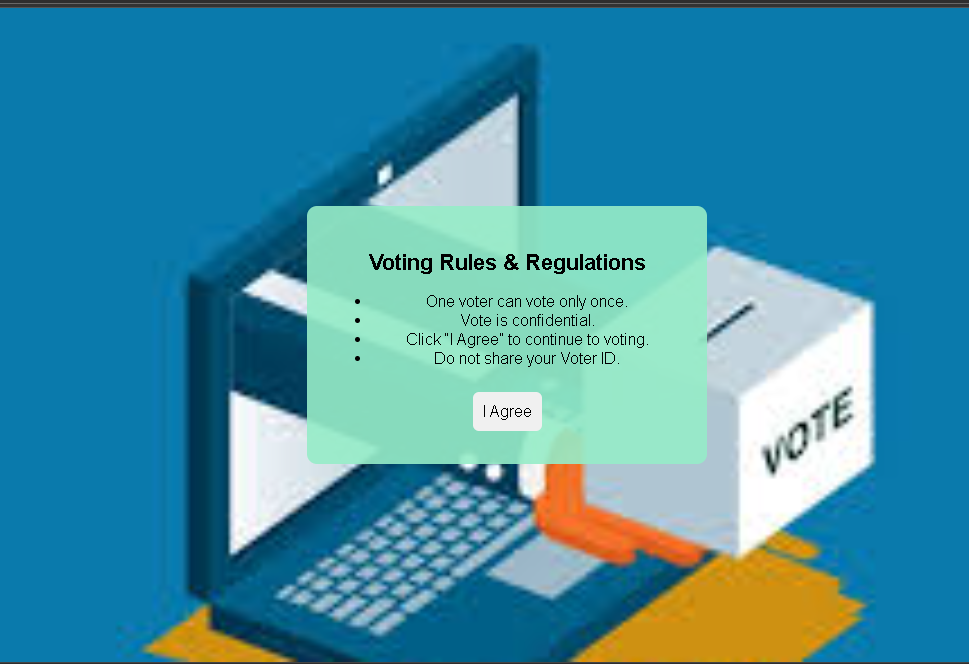 Voting Rules & Regulations
• One voter can vote only once.
• Vote is confidential.
• Click "I Agree" to continue to voting.
• Do not share your Voter ID.
I Agree
VOTE